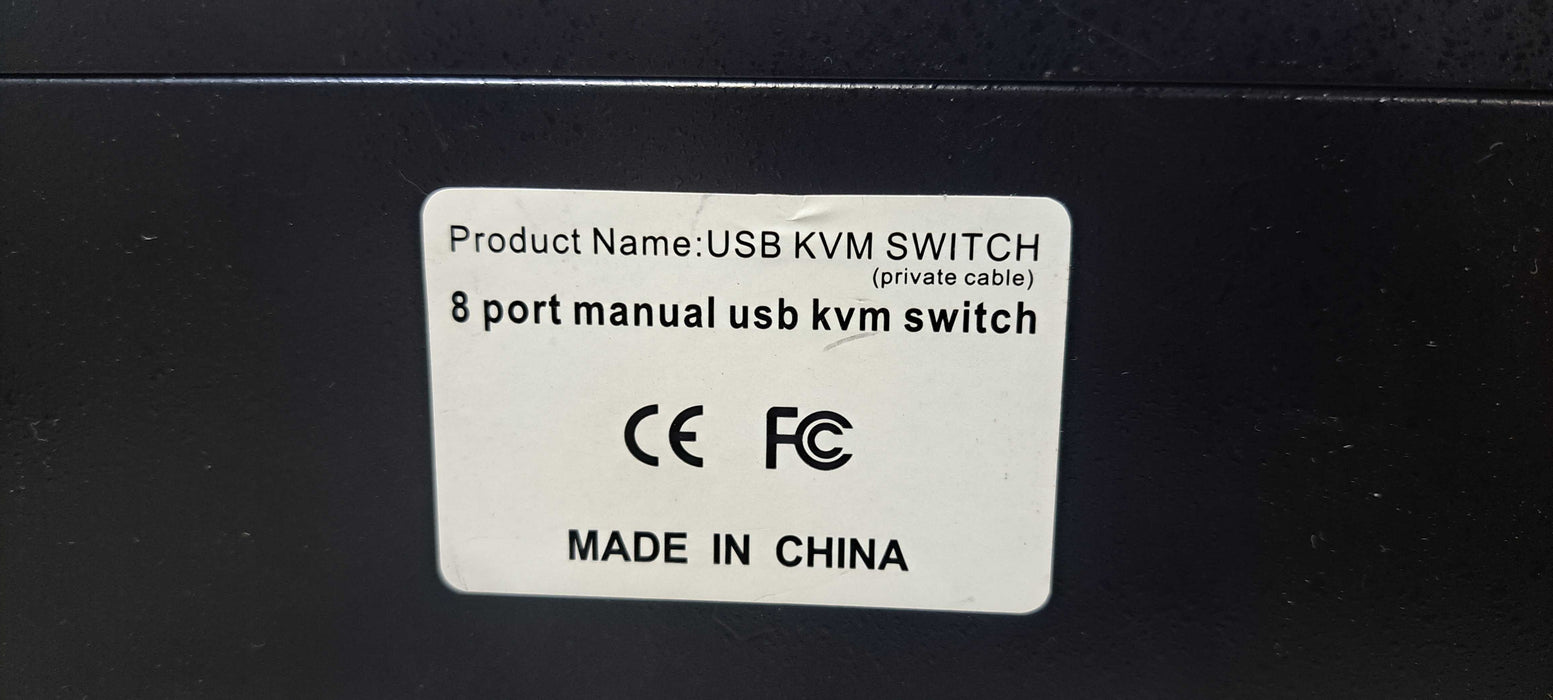 Product Name:USB KVM SWITCH
(private cable)
8 port manual usb kvm switch
CE FC
MADE IN CHINA